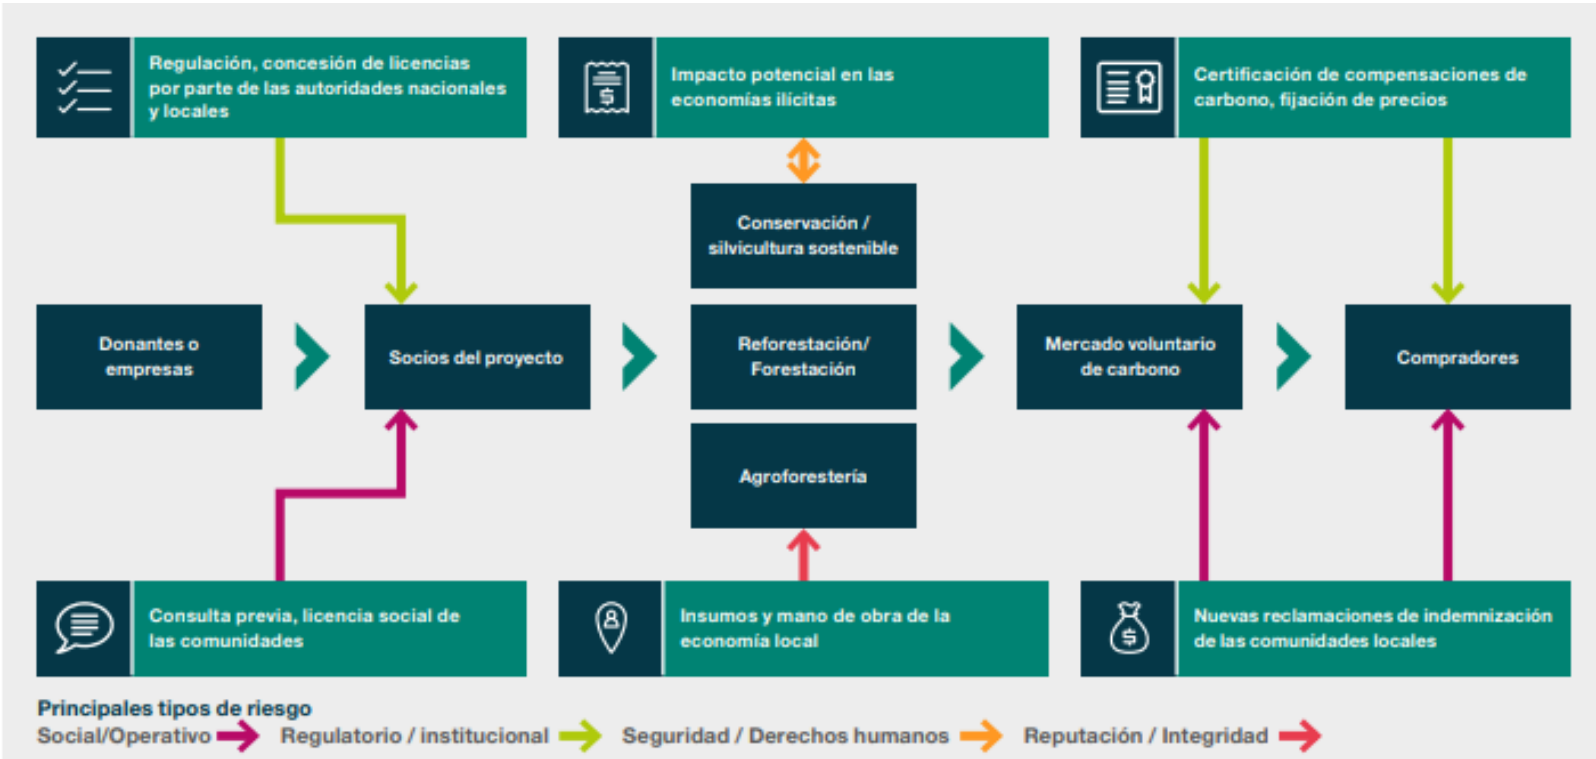 Regulación, concesión de licencias
por parte de las autoridades nacionales
y locales
Impacto potencial en las
economías ilícitas
Certificación de compensaciones de
carbono, fijación de precios
Conservación /
silvicultura sostenible
Donantes o
empresas
Socios del proyecto
Reforestación/
Forestación
Mercado voluntario
de carbono
Compradores
Agroforestería
Consulta previa, licencia social de
las comunidades
Insumos y mano de obra de la
economía local
Nuevas reclamaciones de indemnización
de las comunidades locales
Principales tipos de riesgo
Social/Operativo Regulatorio / institucional Seguridad / Derechos humanos Reputación / Integridad